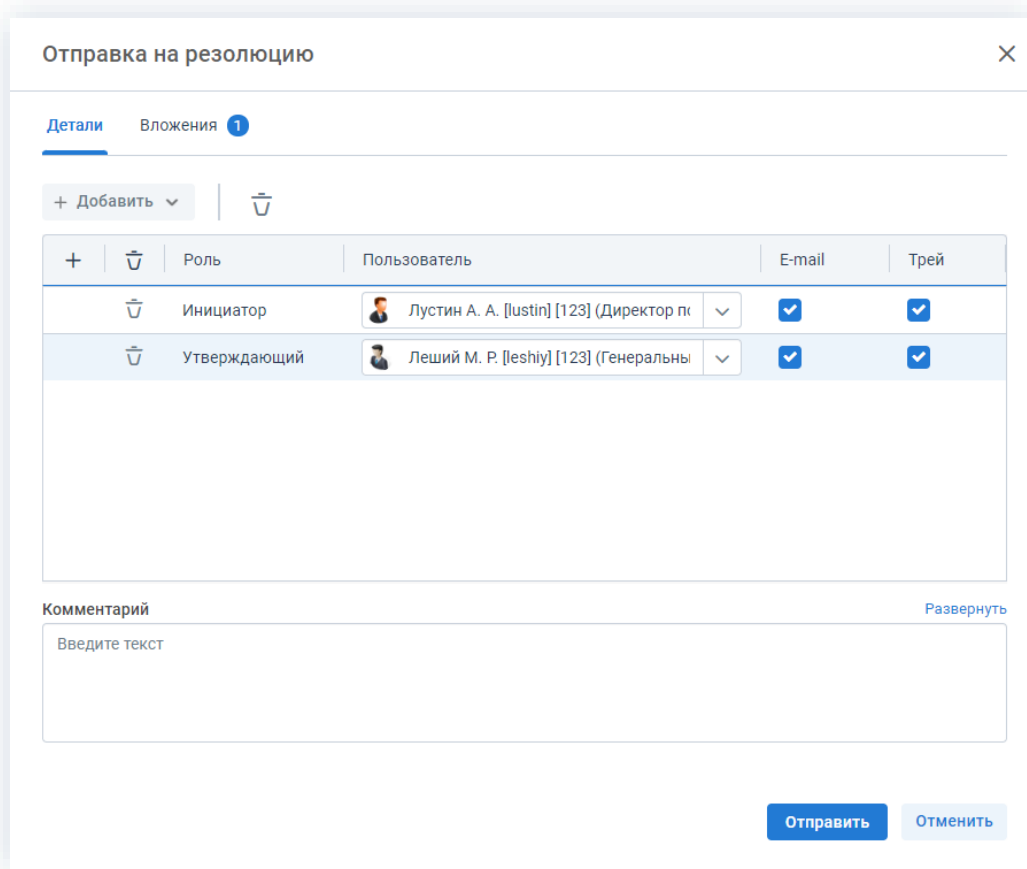 Отправка на резолюцию
Детали Вложения 1
+ Добавить
+ Роль Пользователь E-mail Трей
Инициатор Лустин А. А. [lustin] [123] (Директор по
Утверждающий Леший М. Р. [leshiy] [123] (Генеральны
Комментарий Развернуть
Введите текст
Отправить Отменить